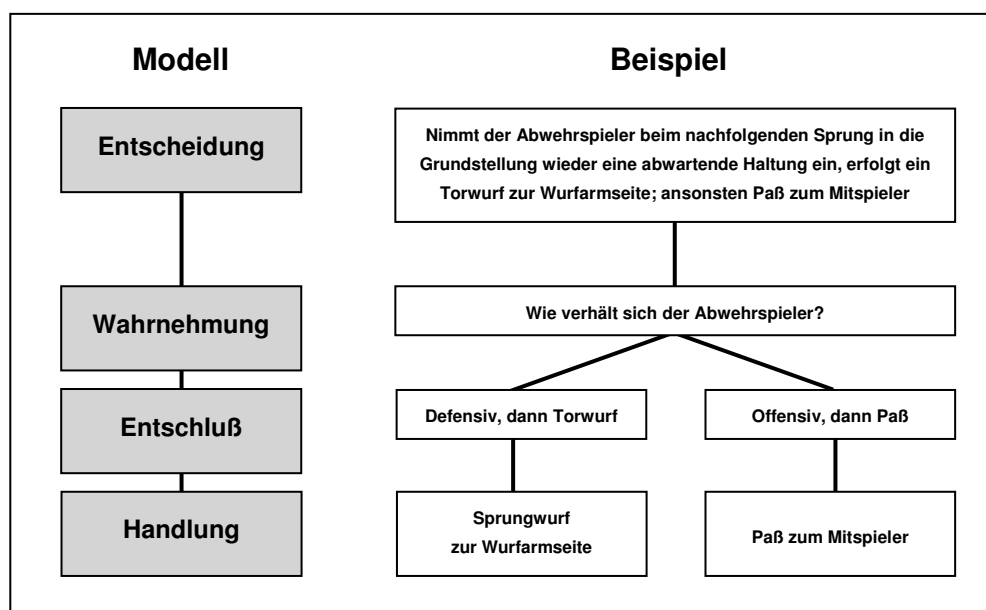 Modell
Beispiel
Entscheidung
Nimmt der Abwehrspieler beim nachfolgenden Sprung in die
Grundstellung wieder eine abwartende Haltung ein, erfolgt ein
Torwurf zur Wurfarmseite; ansonsten Paß zum Mitspieler
Wahrnehmung
Wie verhält sich der Abwehrspieler?
Entschluß
Defensiv, dann Torwurf
Offensiv, dann Paß
Handlung
Sprungwurf
zur Wurfarmseite
Paß zum Mitspieler